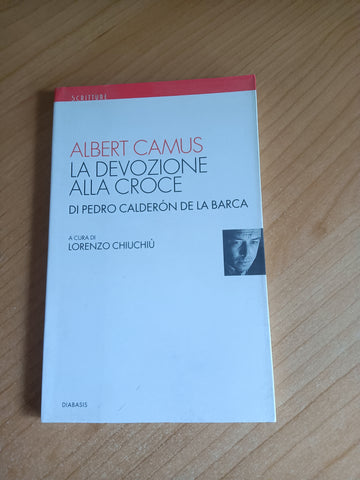 SCRITTURE
ALBERT CAMUS
LA DEVOZIONE
ALLA CROCE
DI PEDRO CALDERÓN DE LA BARCA
A CURA DI
LORENZO CHIUCHIÙ
DIABASIS